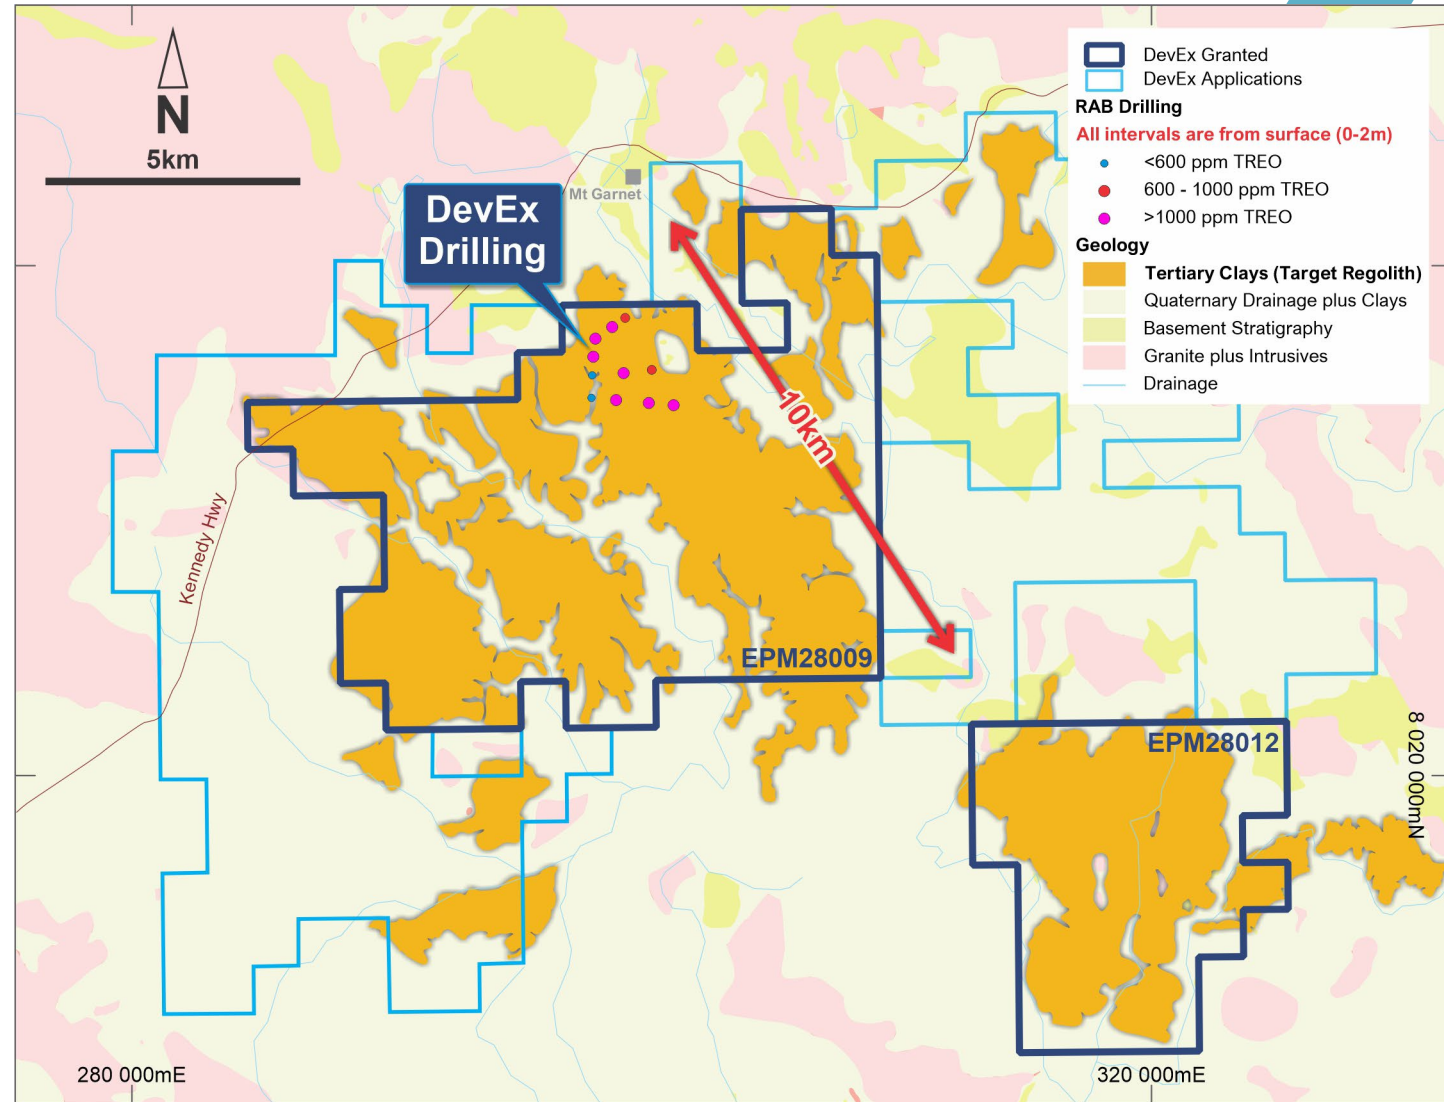 N
5km
Mt Garnet
DevEx
Drilling
10km
Kennedy Hwy
EPM28009
EPM28012
8 020 000mN
280 000mE
320 000mE
DevEx Granted
DevEx Applications
RAB Drilling
All intervals are from surface (0-2m)
<600 ppm TREO
600 - 1000 ppm TREO
>1000 ppm TREO
Geology
Tertiary Clays (Target Regolith)
Quaternary Drainage plus Clays
Basement Stratigraphy
Granite plus Intrusives
Drainage